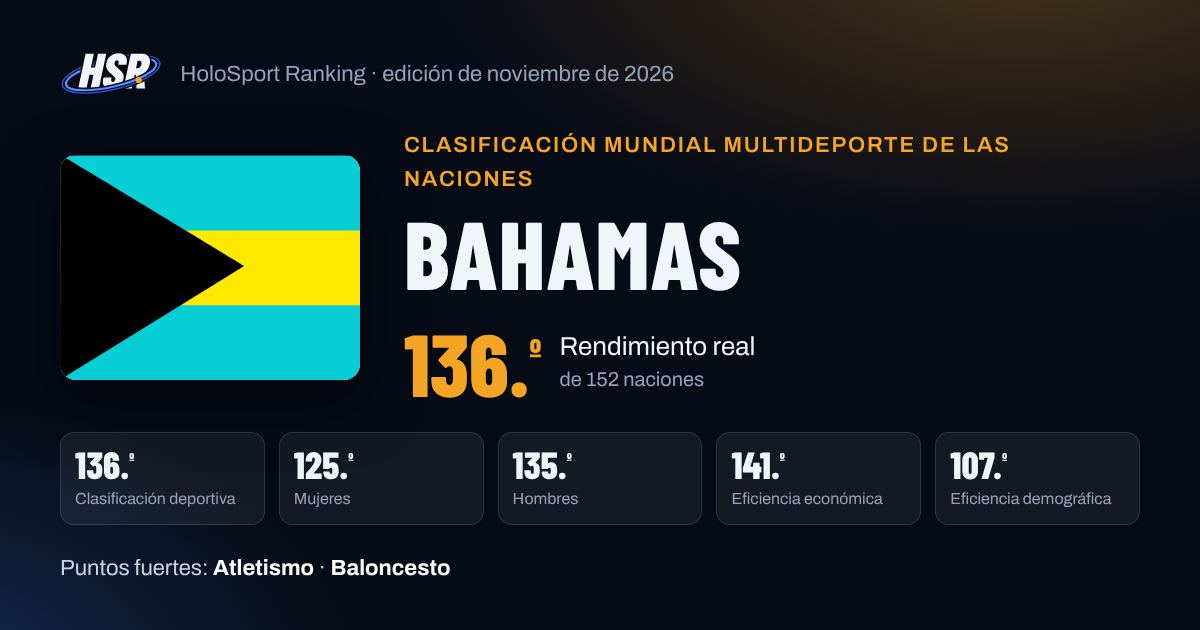 HSR
HoloSport Ranking · edición de noviembre de 2026
CLASIFICACIÓN MUNDIAL MULTIDEPORTE DE LAS
NACIONES
BAHAMAS
136.º
Rendimiento real
de 152 naciones
136.º
Clasificación deportiva
125.º
Mujeres
135.º
Hombres
141.º
Eficiencia económica
107.º
Eficiencia demográfica
Puntos fuertes: Atletismo · Baloncesto